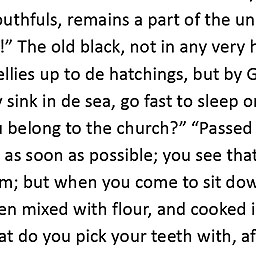 outhfuls, remains a part of the un
!” The old black, not in any very h
ellies up to de hatchings, but by G
sink in de sea, go fast to sleep o
belong to the church?” “Passed
as soon as possible; you see that
m; but when you come to sit dow
en mixed with flour, and cooked i
at do you pick your teeth with, af